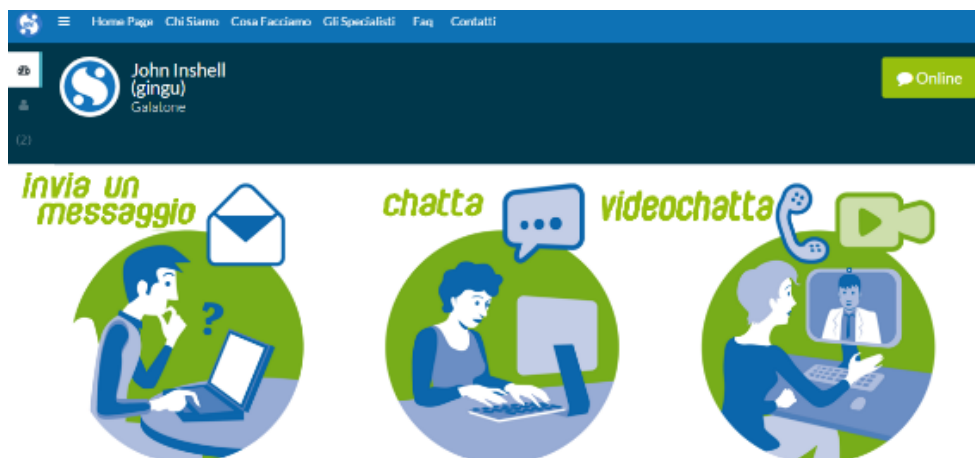 Home Page Chi Siamo Cosa Facciamo Gli Specialisti Faq Contatti
John Inshell
(gingu)
Galatone
Online
(2)
invia un
messaggio
chatta
videochatta
?